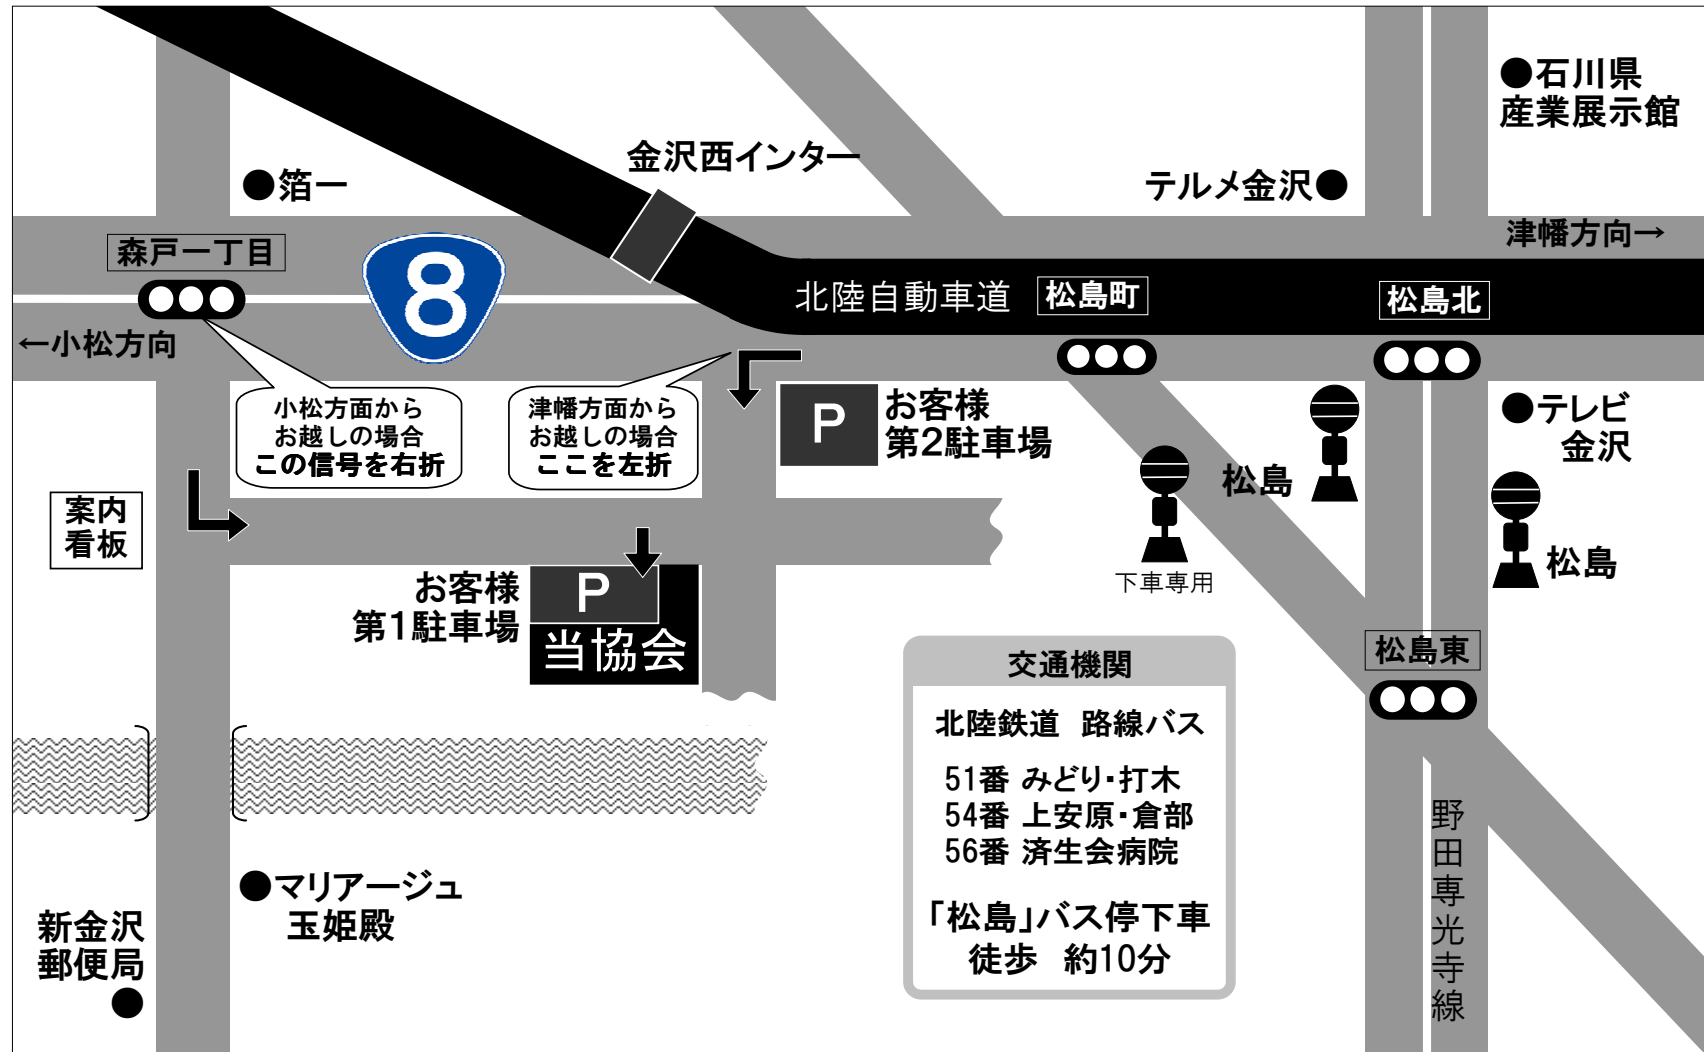 ●石川県
産業展示館
金沢西インター
テルメ金沢●
●箔一
津幡方向→
森戸一丁目
8
北陸自動車道
松島町
松島北
←小松方向
小松方面から
お越しの場合
この信号を右折
津幡方面から
お越しの場合
ここを左折
P
お客様
第2駐車場
●テレビ
金沢
松島
案内
看板
松島
下車専用
お客様
第1駐車場
P
当協会
松島東
交通機関
北陸鉄道 路線バス
51番 みどり・打木
54番 上安原・倉部
56番 済生会病院
「松島」バス停下車
徒歩 約10分
野田専光寺線
●マリアージュ
玉姫殿
新金沢
郵便局
●